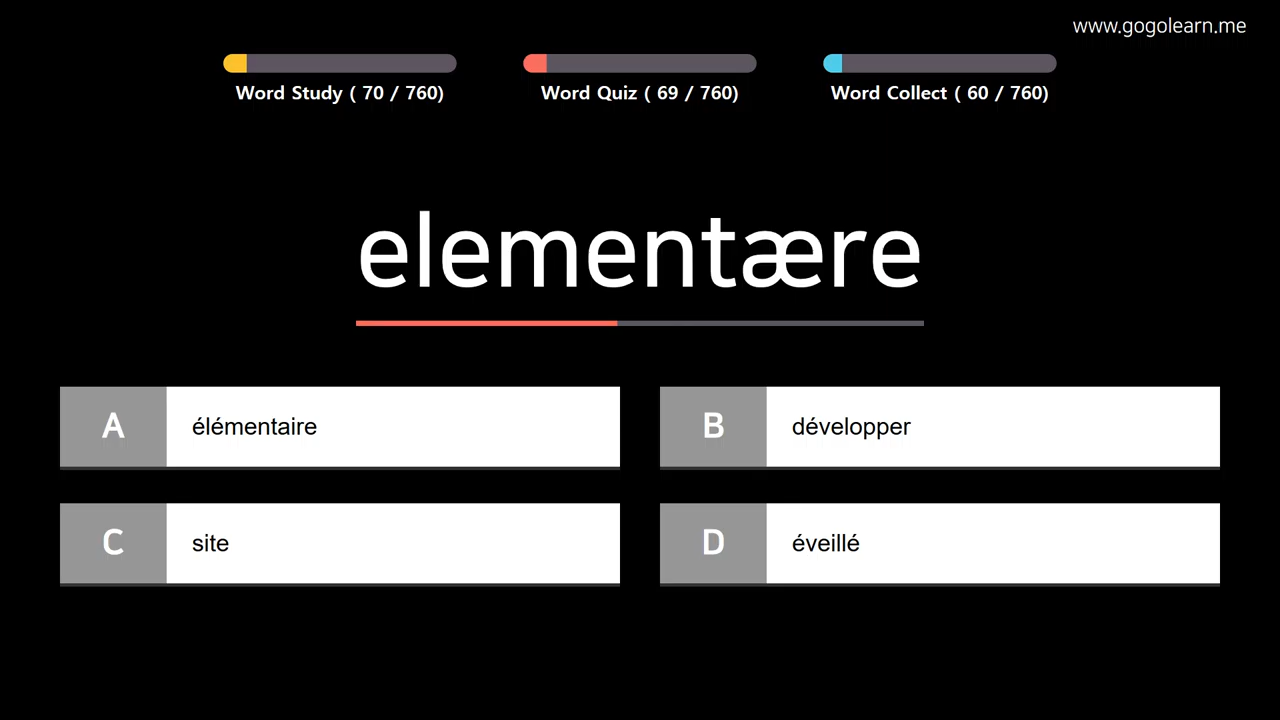 www.gogolearn.me
Word Study ( 70 / 760)
Word Quiz ( 69 / 760)
Word Collect ( 60 / 760)
elementære
A
élémentaire
B
développer
C
site
D
éveillé